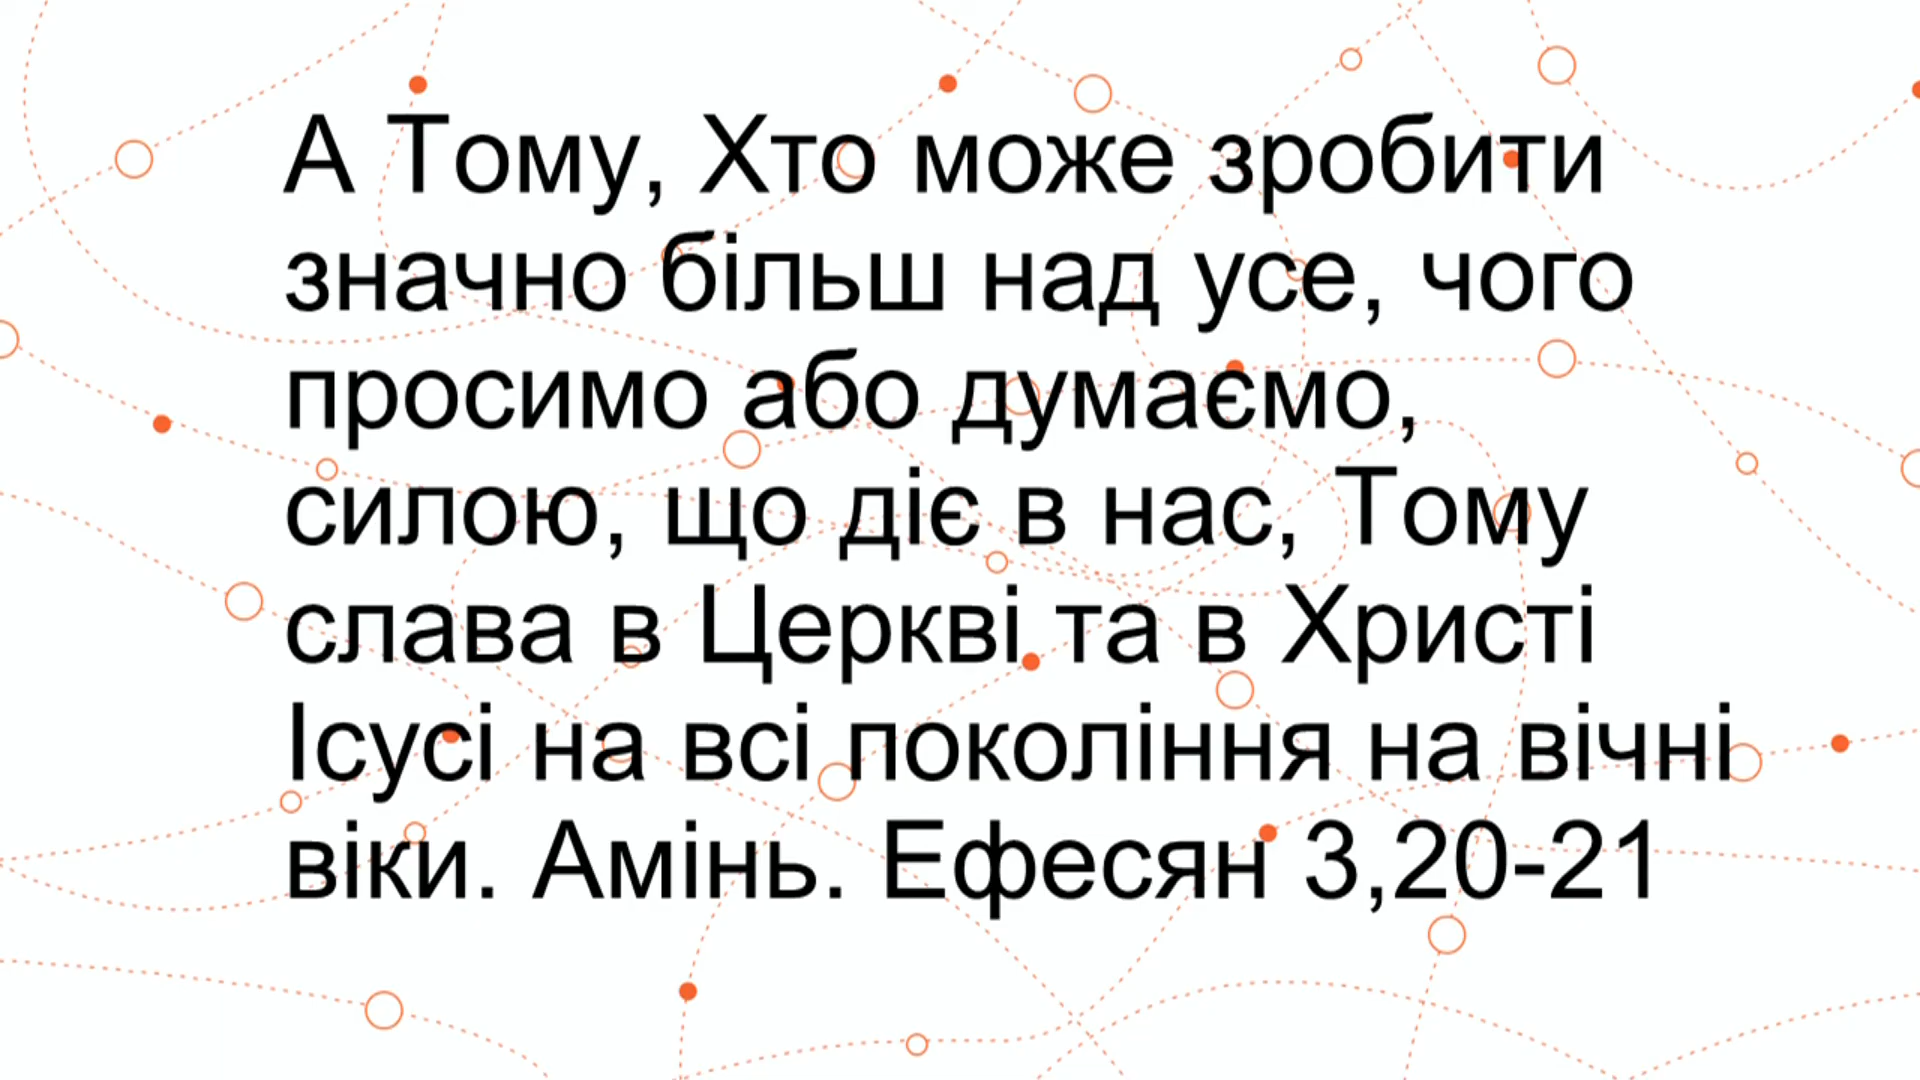 А Тому, Хто може зробити
значно більш над усе, чого
просимо або думаємо,
силою, що діє в нас, Тому
слава в Церкві та в Христі
Ісусі на всі покоління на вічні
віки. Амінь. Ефесян 3,20-21